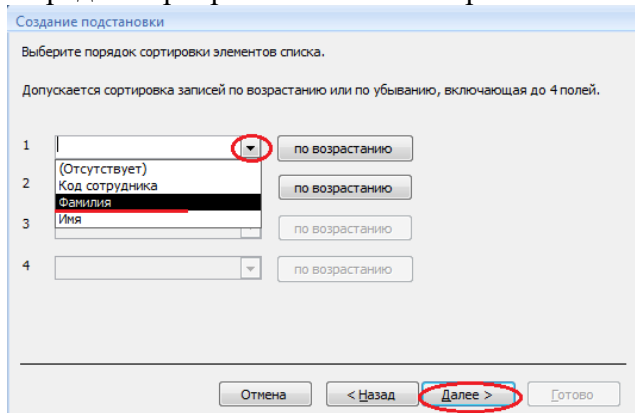 Создание подстановки
Выберите порядок сортировки элементов списка.
Допускается сортировка записей по возрастанию или по убыванию, включающая до 4 полей.
1 по возрастанию
(Отсутствует)
Код сотрудника
Фамилия
Имя
2 по возрастанию
3 по возрастанию
4 по возрастанию
Отмена < Назад Далее > Готово